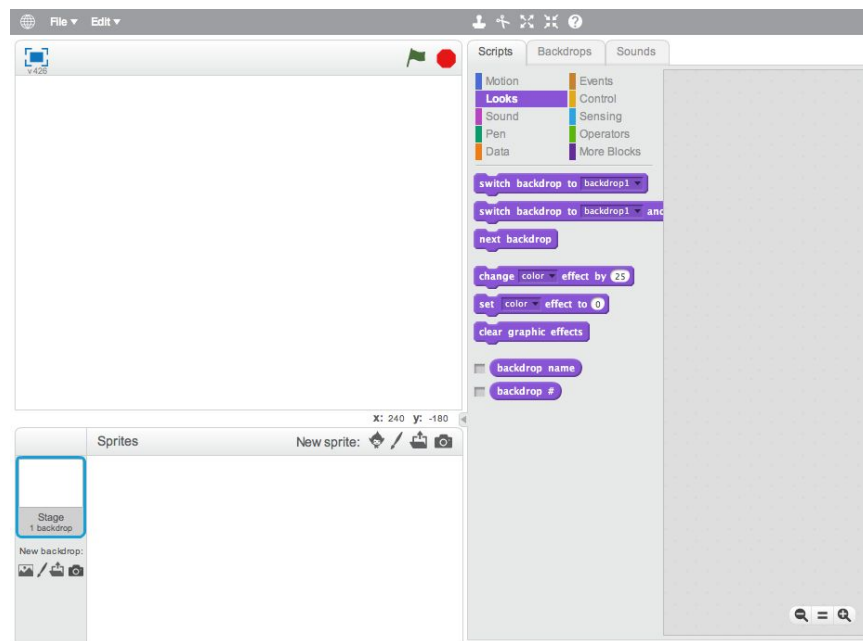 File ▾ Edit ▾
v426
Scripts Backdrops Sounds
Motion Events
Looks Control
Sound Sensing
Pen Operators
Data More Blocks
switch backdrop to backdrop1
switch backdrop to backdrop1 and
next backdrop
change color effect by 25
set color effect to 0
clear graphic effects
backdrop name
backdrop #
x: 240 y: -180
Sprites New sprite:
Stage
1 backdrop
New backdrop: